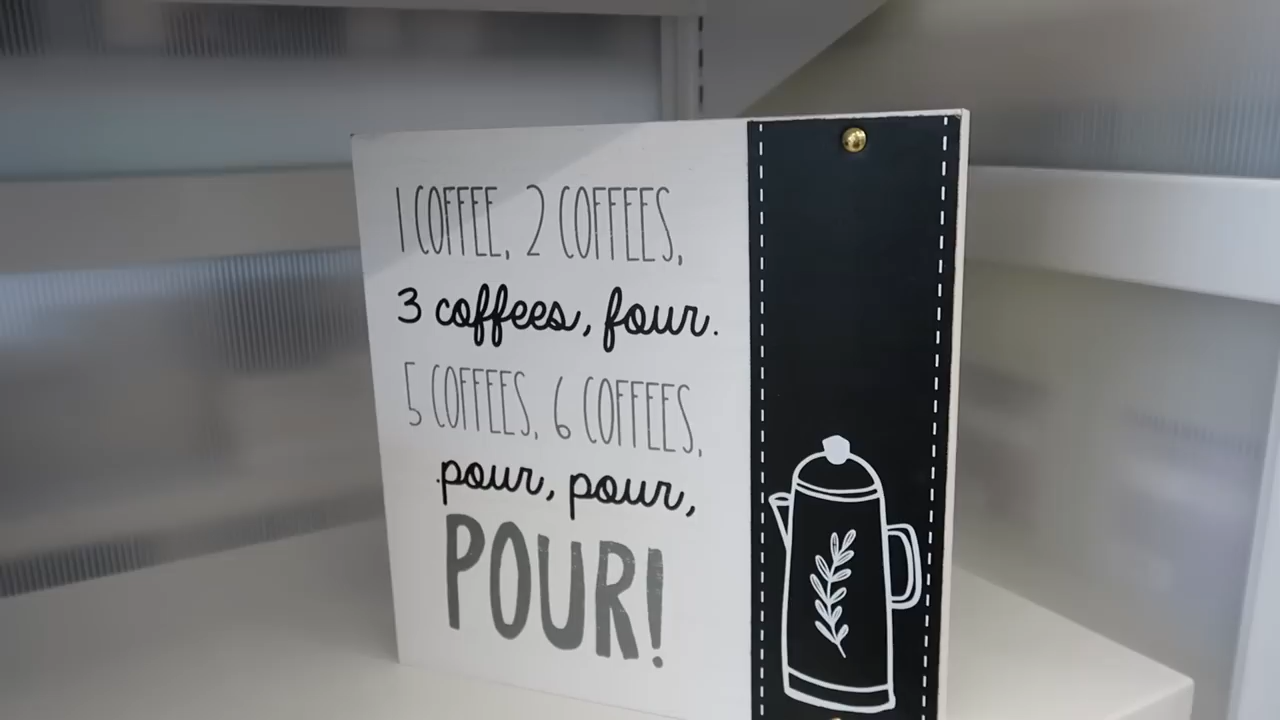 1 COFFEE, 2 COFFEES,
3 coffees, four.
5 COFFEES, 6 COFFEES,
pour, pour,
POUR!